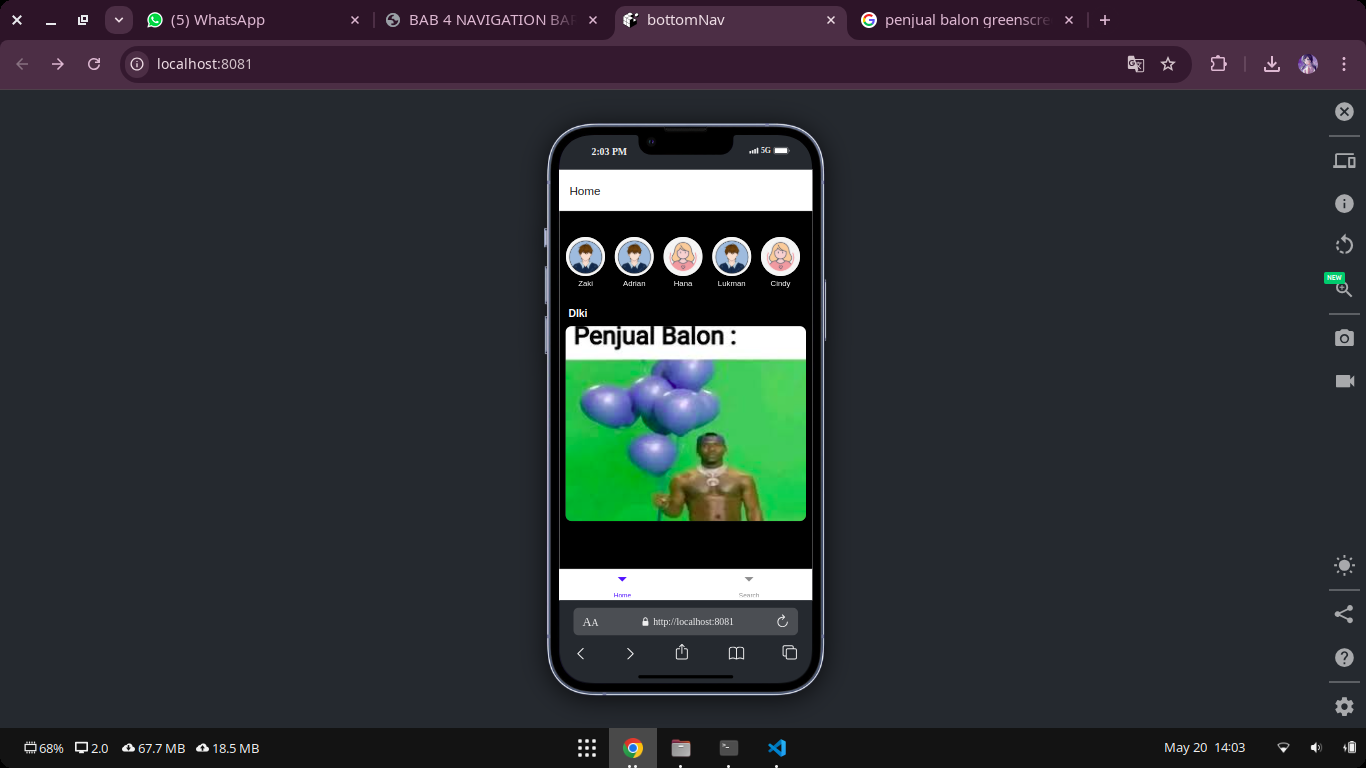 (5) WhatsApp
BAB 4 NAVIGATION BAR
bottomNav
penjual balon greenscre
localhost:8081
2:03 PM
5G
Home
Zaki
Adrian
Hana
Lukman
Cindy
DIki
Penjual Balon :
Home
Search
AA
http://localhost:8081
NEW
68%
2.0
67.7 MB
18.5 MB
May 20 14:03